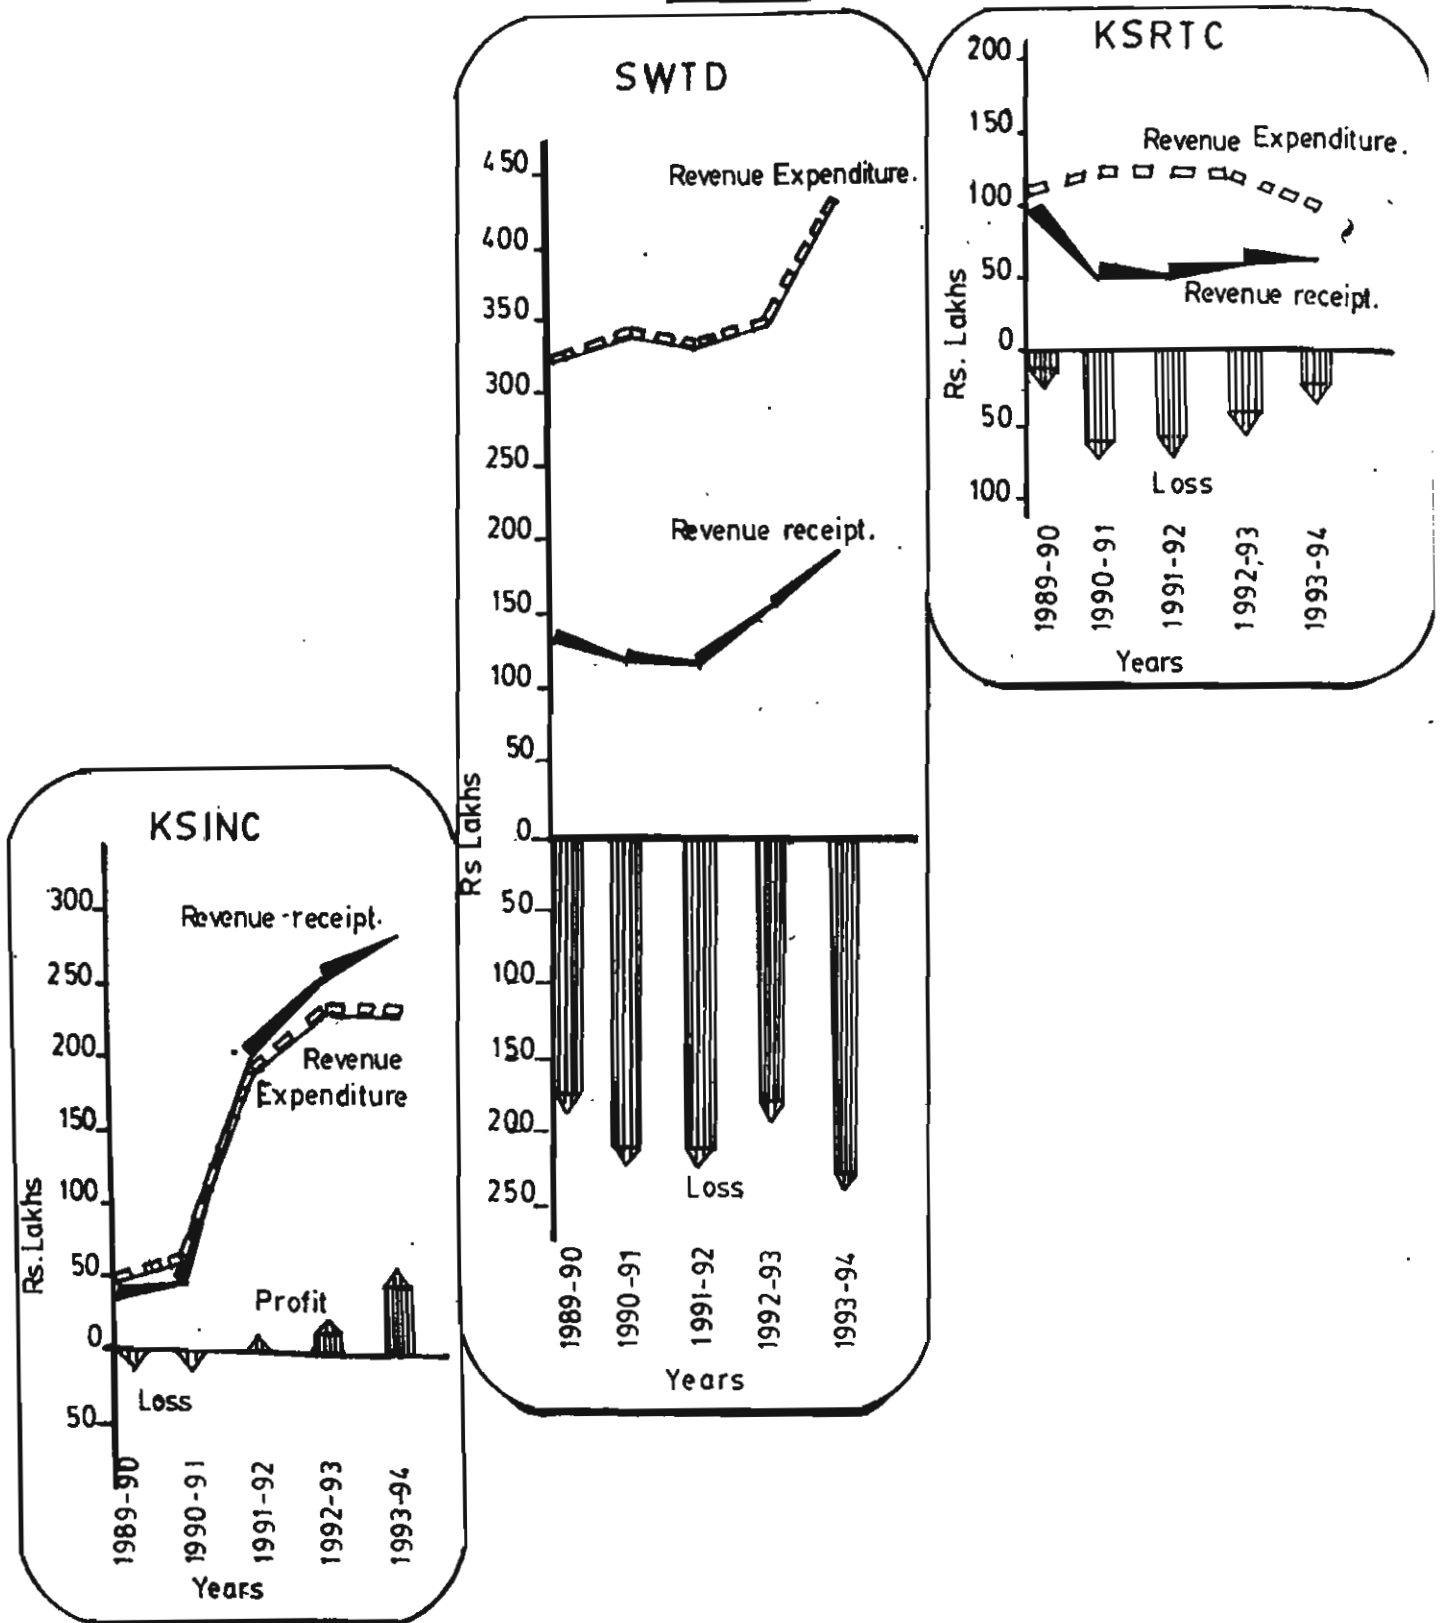 SWTD
450
400
350
300
250
200
150
100
50
0
50
100
150
200
250
Rs Lakhs
Revenue Expenditure.
Revenue receipt.
Loss
1989-90
1990-91
1991-92
1992-93
1993-94
Years
KSRTC
200
150
100
50
0
50
100
Rs. Lakhs
Revenue Expenditure.
Revenue receipt.
Loss
1989-90
1990-91
1991-92
1992-93
1993-94
Years
KSINC
300
250
200
150
100
50
0
50
Rs. Lakhs
Revenue-receipt.
Revenue
Expenditure
Profit
Loss
1989-90
1990-91
1991-92
1992-93
1993-94
Years